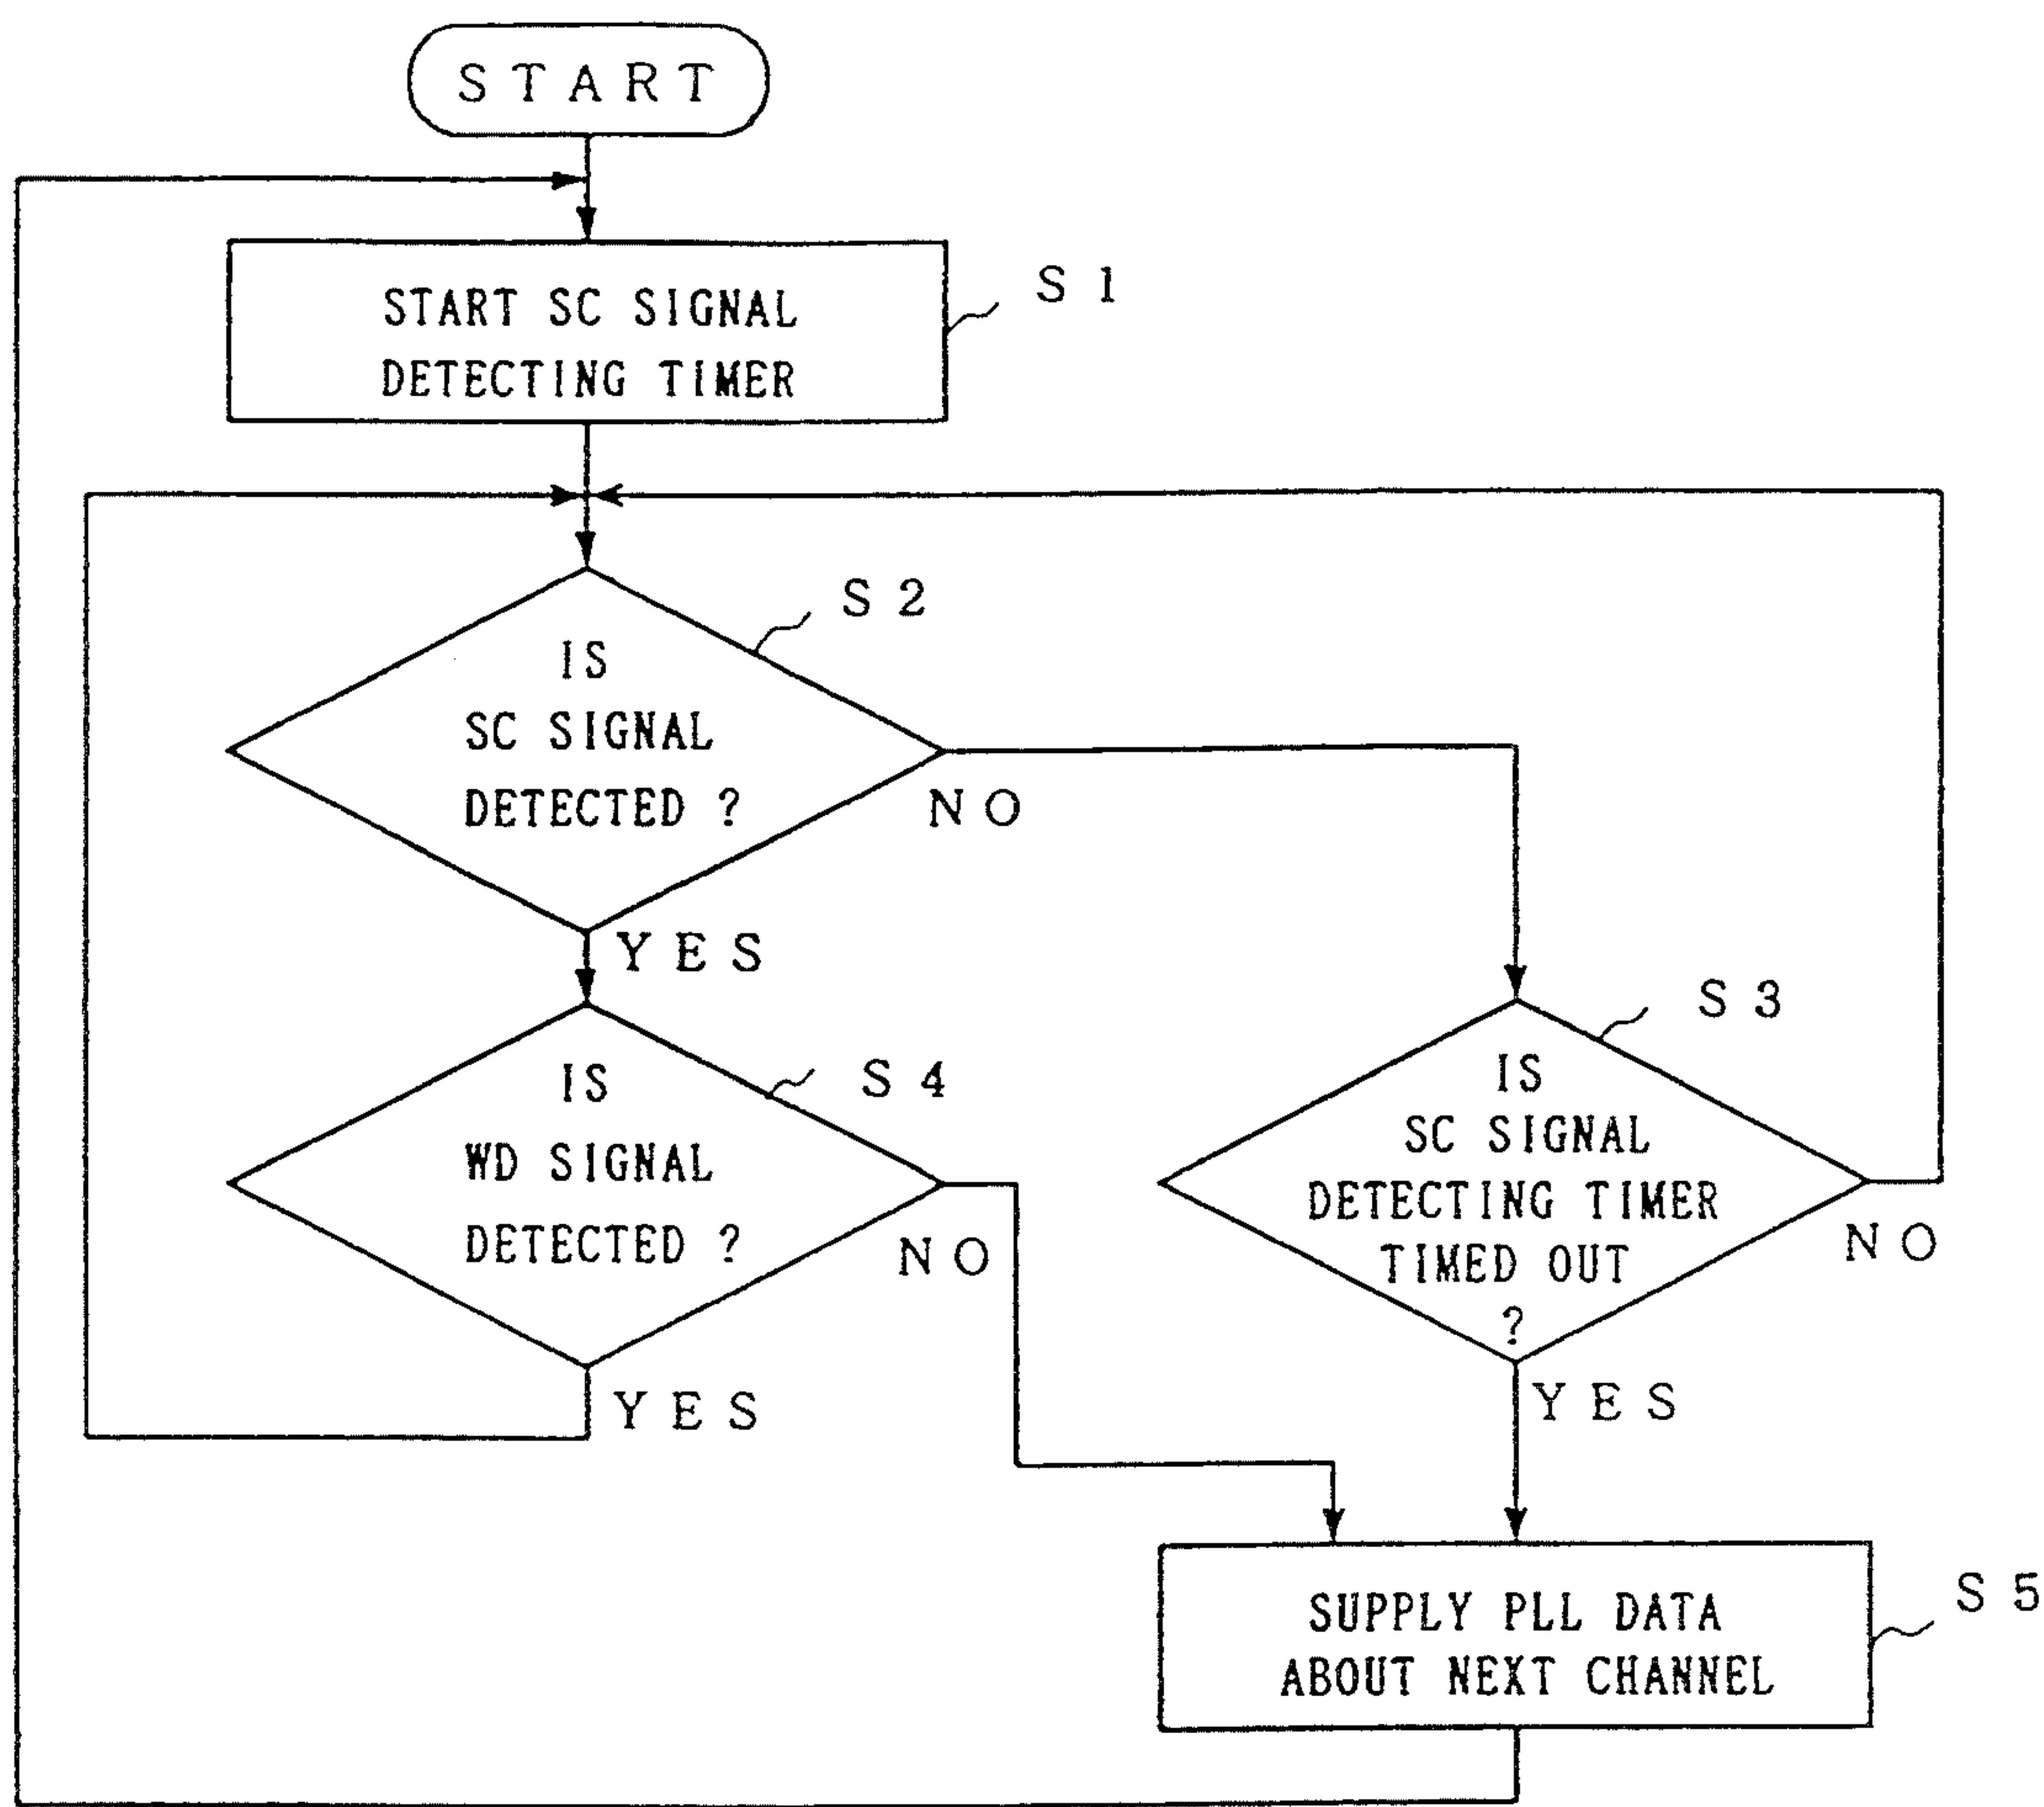 START
START SC SIGNAL
DETECTING TIMER
S1
IS
SC SIGNAL
DETECTED ?
S2
NO
YES
IS
WD SIGNAL
DETECTED ?
S4
NO
YES
IS
SC SIGNAL
DETECTING TIMER
TIMED OUT
?
S3
NO
YES
SUPPLY PLL DATA
ABOUT NEXT CHANNEL
S5